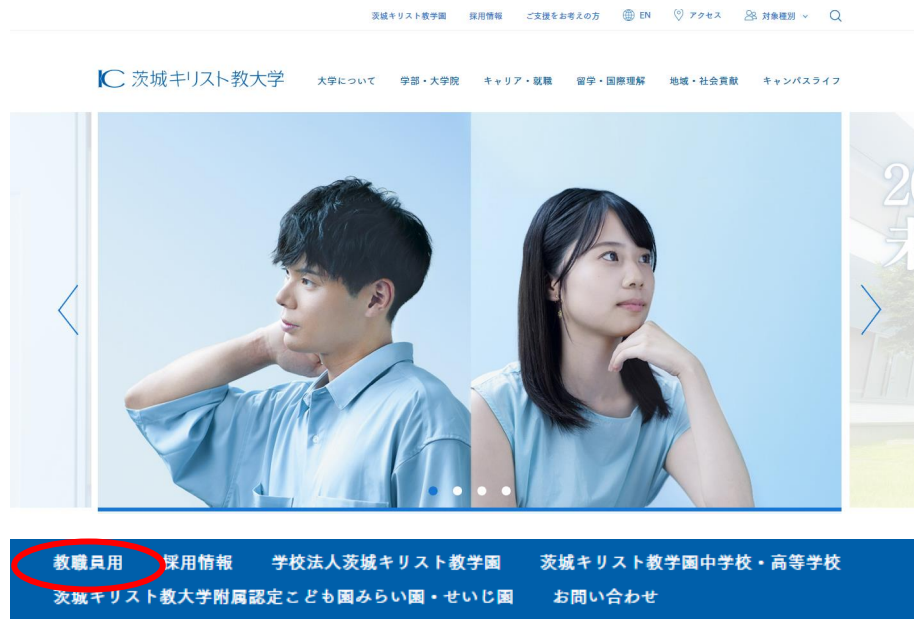 茨城キリスト教学園 採用情報 ご支援をお考えの方 EN アクセス 対象種別
IC 茨城キリスト教大学 大学について 学部・大学院 キャリア・就職 留学・国際理解 地域・社会貢献 キャンパスライフ
教職員用 採用情報 学校法人茨城キリスト教学園 茨城キリスト教学園中学校・高等学校
茨城キリスト教大学附属認定こども園みらい園・せいじ園 お問い合わせ